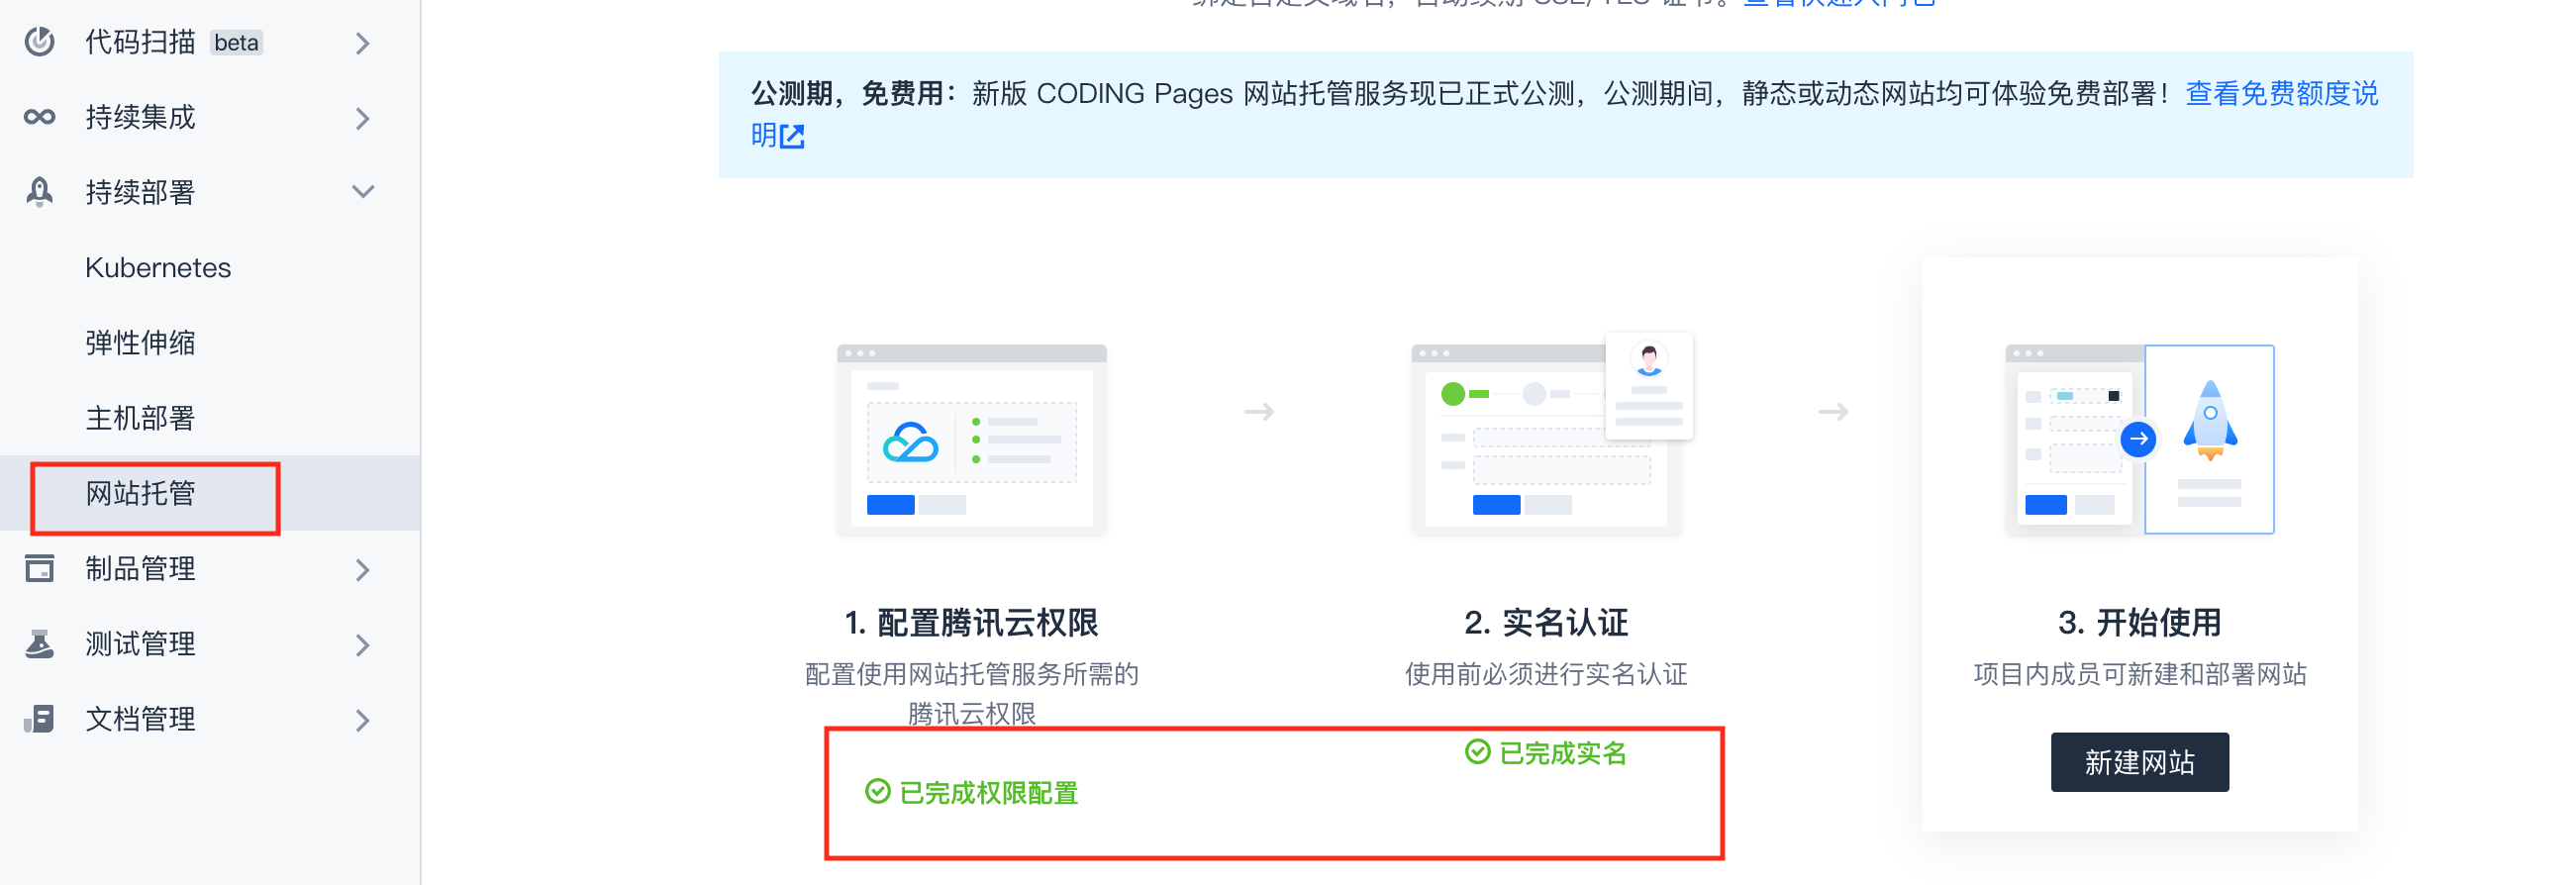 代码扫描 beta
持续集成
持续部署
Kubernetes
弹性伸缩
主机部署
网站托管
制品管理
测试管理
文档管理
公测期，免费用：新版 CODING Pages 网站托管服务现已正式公测，公测期间，静态或动态网站均可体验免费部署！查看免费额度说
明
1. 配置腾讯云权限
配置使用网站托管服务所需的
腾讯云权限
已完成权限配置
2. 实名认证
使用前必须进行实名认证
已完成实名
3. 开始使用
项目内成员可新建和部署网站
新建网站